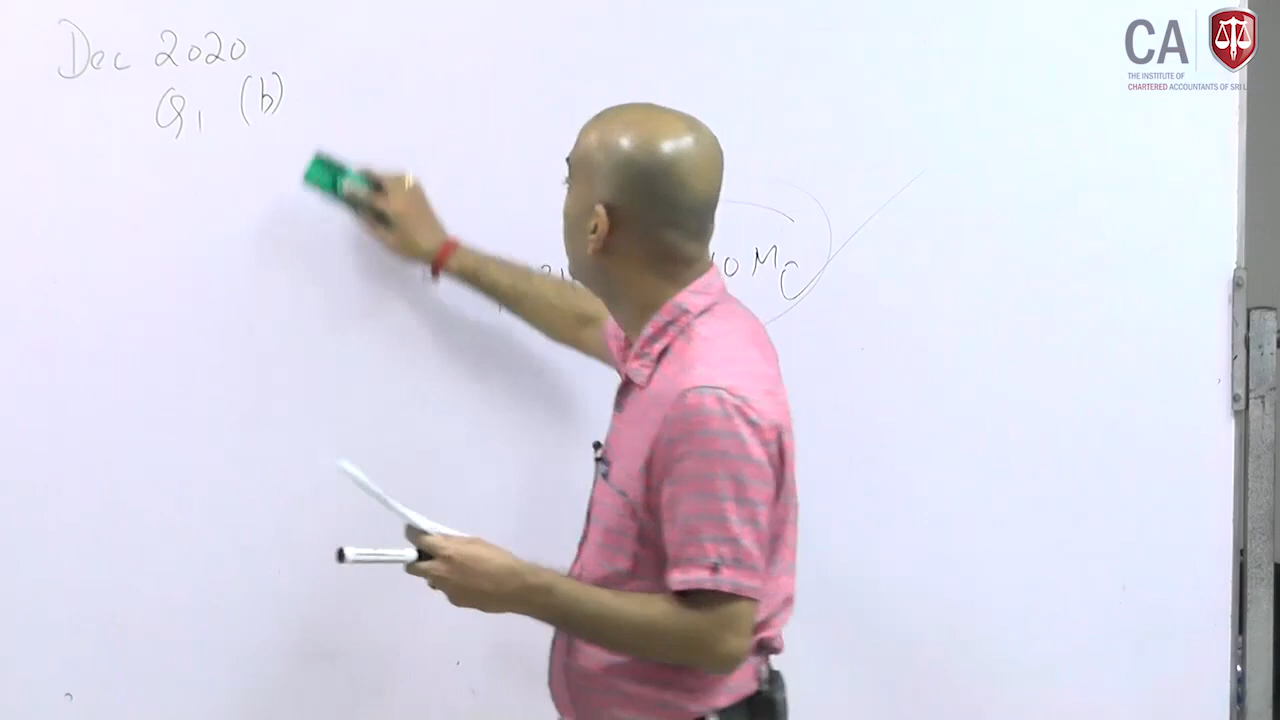 Dec 2020
Q1 (b)
CA
THE INSTITUTE OF
CHARTERED ACCOUNTANTS OF SRI L